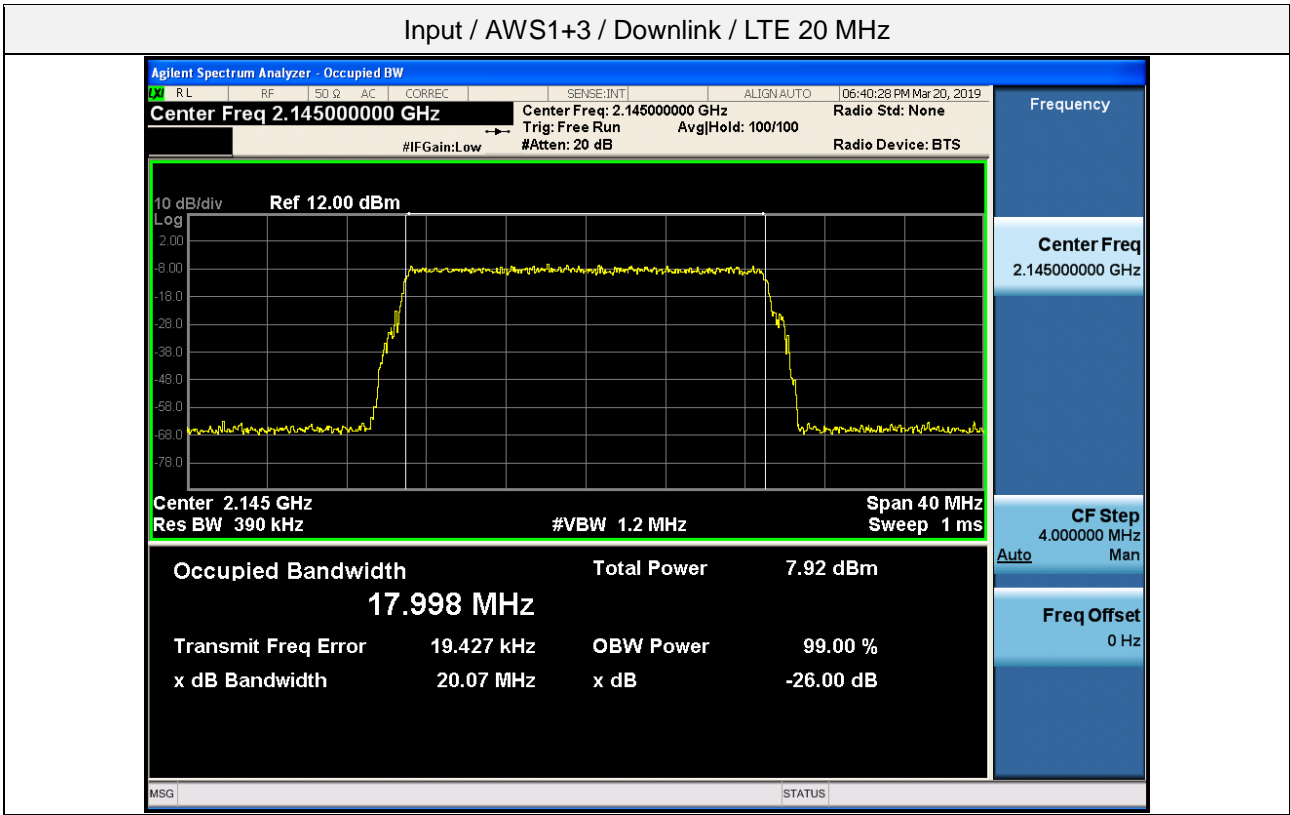 Input / AWS1+3 / Downlink / LTE 20 MHz
Agilent Spectrum Analyzer - Occupied BW
LXI RL RF 50 Ω AC CORREC SENSE:INT ALIGN AUTO 06:40:28 PM Mar 20, 2019
Center Freq 2.145000000 GHz
Center Freq: 2.145000000 GHz
Radio Std: None
Trig: Free Run Avg|Hold: 100/100
#IFGain:Low
#Atten: 20 dB
Radio Device: BTS
10 dB/div Ref 12.00 dBm
Log
2.00
-8.00
-18.0
-28.0
-38.0
-48.0
-58.0
-68.0
-78.0
Center 2.145 GHz Span 40 MHz
Res BW 390 kHz #VBW 1.2 MHz Sweep 1 ms
Occupied Bandwidth Total Power 7.92 dBm
17.998 MHz
Transmit Freq Error 19.427 kHz OBW Power 99.00 %
x dB Bandwidth 20.07 MHz x dB -26.00 dB
Frequency
Center Freq
2.145000000 GHz
CF Step
4.000000 MHz
Auto Man
Freq Offset
0 Hz
MSG STATUS